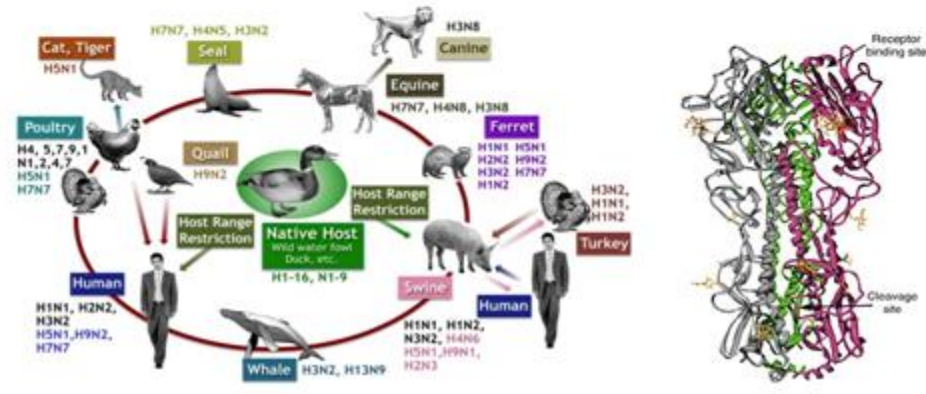 H7N7, H4N5, H3N2
Seal
H3N8
Canine
Cat, Tiger
H5N1
Equine
H7N7, H4N8, H3N8
Poultry
H4, 5,7,9,1
N1,2,4,7
H5N1
H7N7
Quail
H9N2
Ferret
H1N1 H5N1
H2N2 H9N2
H3N2 H7N7
H1N2
Host Range
Restriction
Host Range
Restriction
Native Host
Wild water fowl
Duck, etc.
H1-16, N1-9
H3N2,
H1N1,
H1N2
Turkey
Human
H1N1, H2N2,
H3N2
H5N1,H9N2,
H7N7
Swine
H1N1, H1N2,
N3N2, H4N6
H5N1,H9N1,
H2N3
Human
Whale
H3N2, H13N9
Receptor
binding site
Cleavage
site